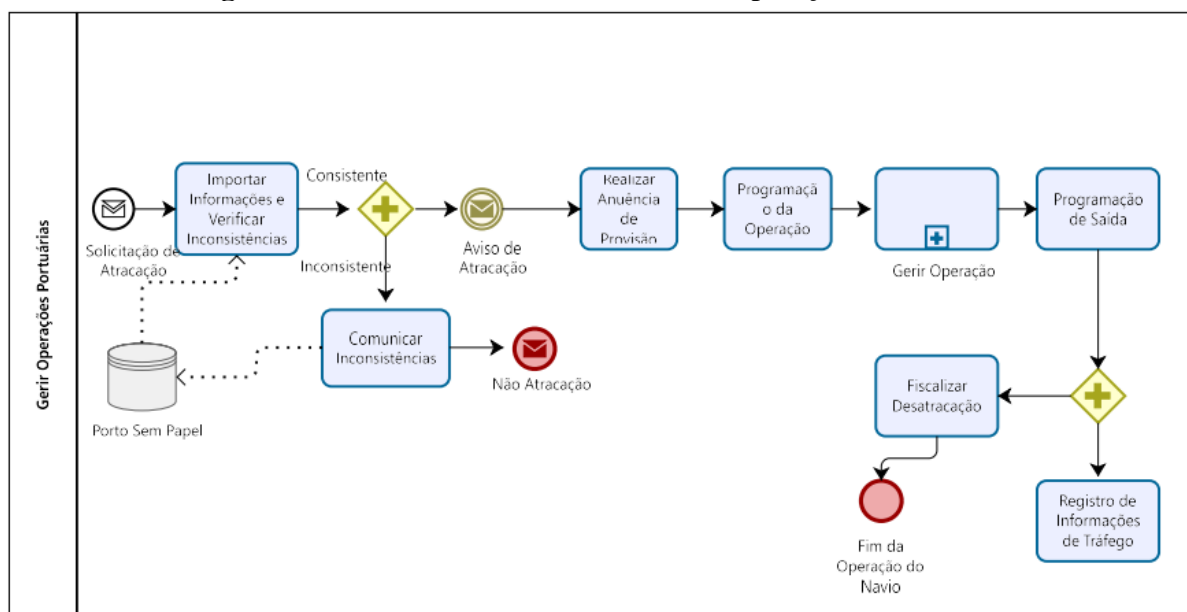 Gerir Operações Portuárias
Solicitação de
Atracação
Importar
Informações e
Verificar
Inconsistências
Consistente
Inconsistente
Aviso de
Atracação
Realizar
Anuência
de
Provisão
Programaçã
o da
Operação
Gerir Operação
Programação
de Saída
Comunicar
Inconsistências
Não Atracação
Porto Sem Papel
Fiscalizar
Desatracação
Fim da
Operação do
Navio
Registro de
Informações
de Tráfego